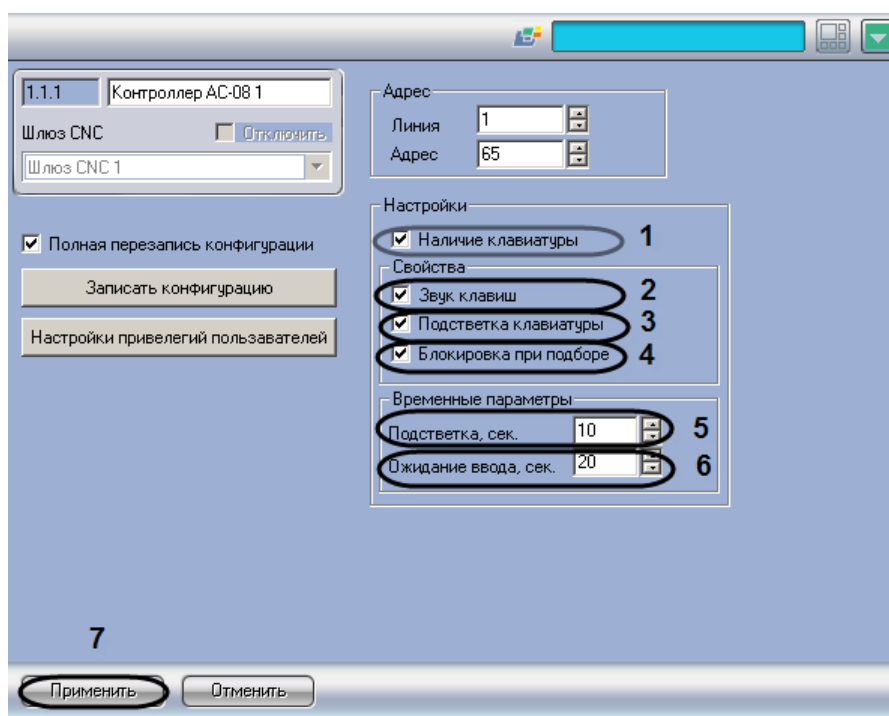 1.1.1 Контроллер АС-08 1
Шлюз CNC Отключить
Шлюз CNC 1
Полная перезапись конфигурации
Записать конфигурацию
Настройки привелегий пользавателей
Адрес
Линия 1
Адрес 65
Настройки
Наличие клавиатуры 1
Свойства
Звук клавиш 2
Подстветка клавиатуры 3
Блокировка при подборе 4
Временные параметры
Подстветка, сек. 10 5
Ожидание ввода, сек. 20 6
7
Применить Отменить